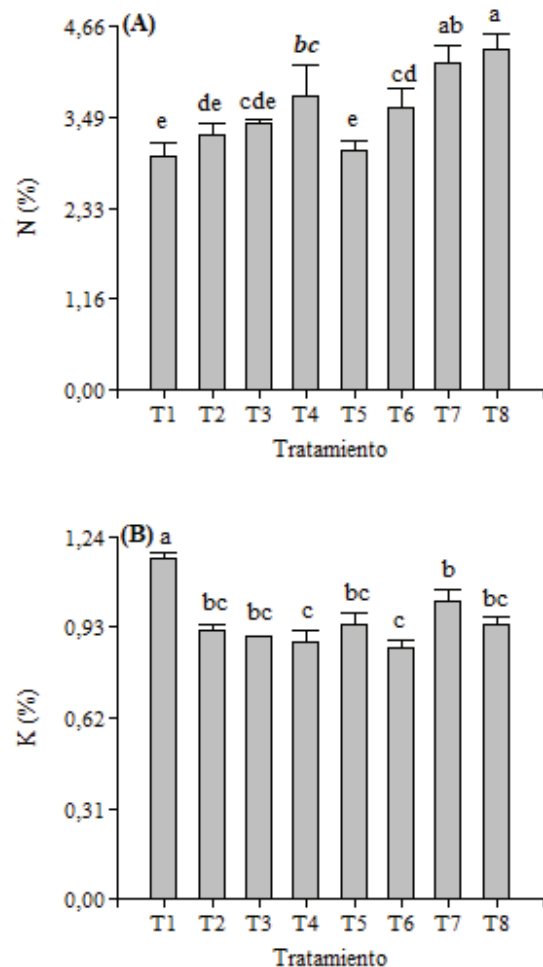 (A)
N (%)
4,66
3,49
2,33
1,16
0,00
e de cde bc e cd ab a
T1 T2 T3 T4 T5 T6 T7 T8
Tratamiento
(B)
K (%)
1,24
0,93
0,62
0,31
0,00
a bc bc c bc c b bc
T1 T2 T3 T4 T5 T6 T7 T8
Tratamiento